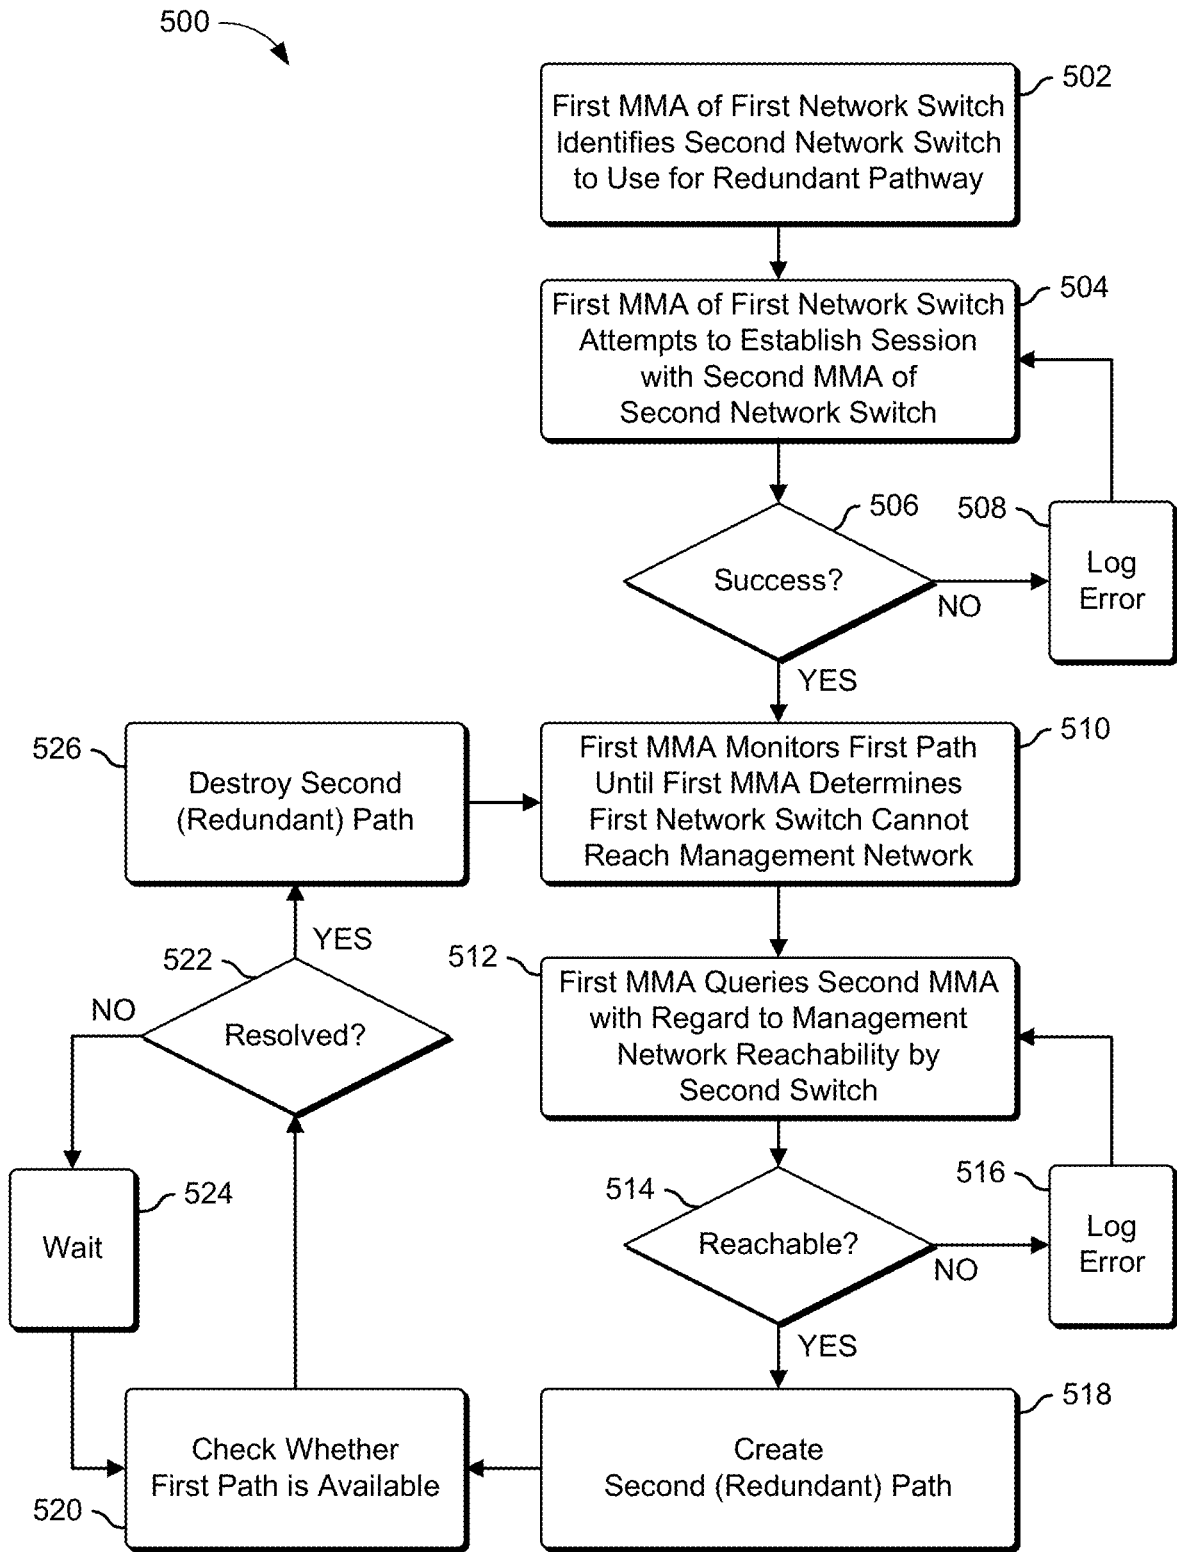 500
502
First MMA of First Network Switch
Identifies Second Network Switch
to Use for Redundant Pathway
504
First MMA of First Network Switch
Attempts to Establish Session
with Second MMA of
Second Network Switch
506
Success?
NO
508
Log
Error
YES
526
Destroy Second
(Redundant) Path
510
First MMA Monitors First Path
Until First MMA Determines
First Network Switch Cannot
Reach Management Network
YES
522
Resolved?
NO
512
First MMA Queries Second MMA
with Regard to Management
Network Reachability by
Second Switch
524
Wait
514
Reachable?
NO
516
Log
Error
YES
518
Create
Second (Redundant) Path
Check Whether
First Path is Available
520